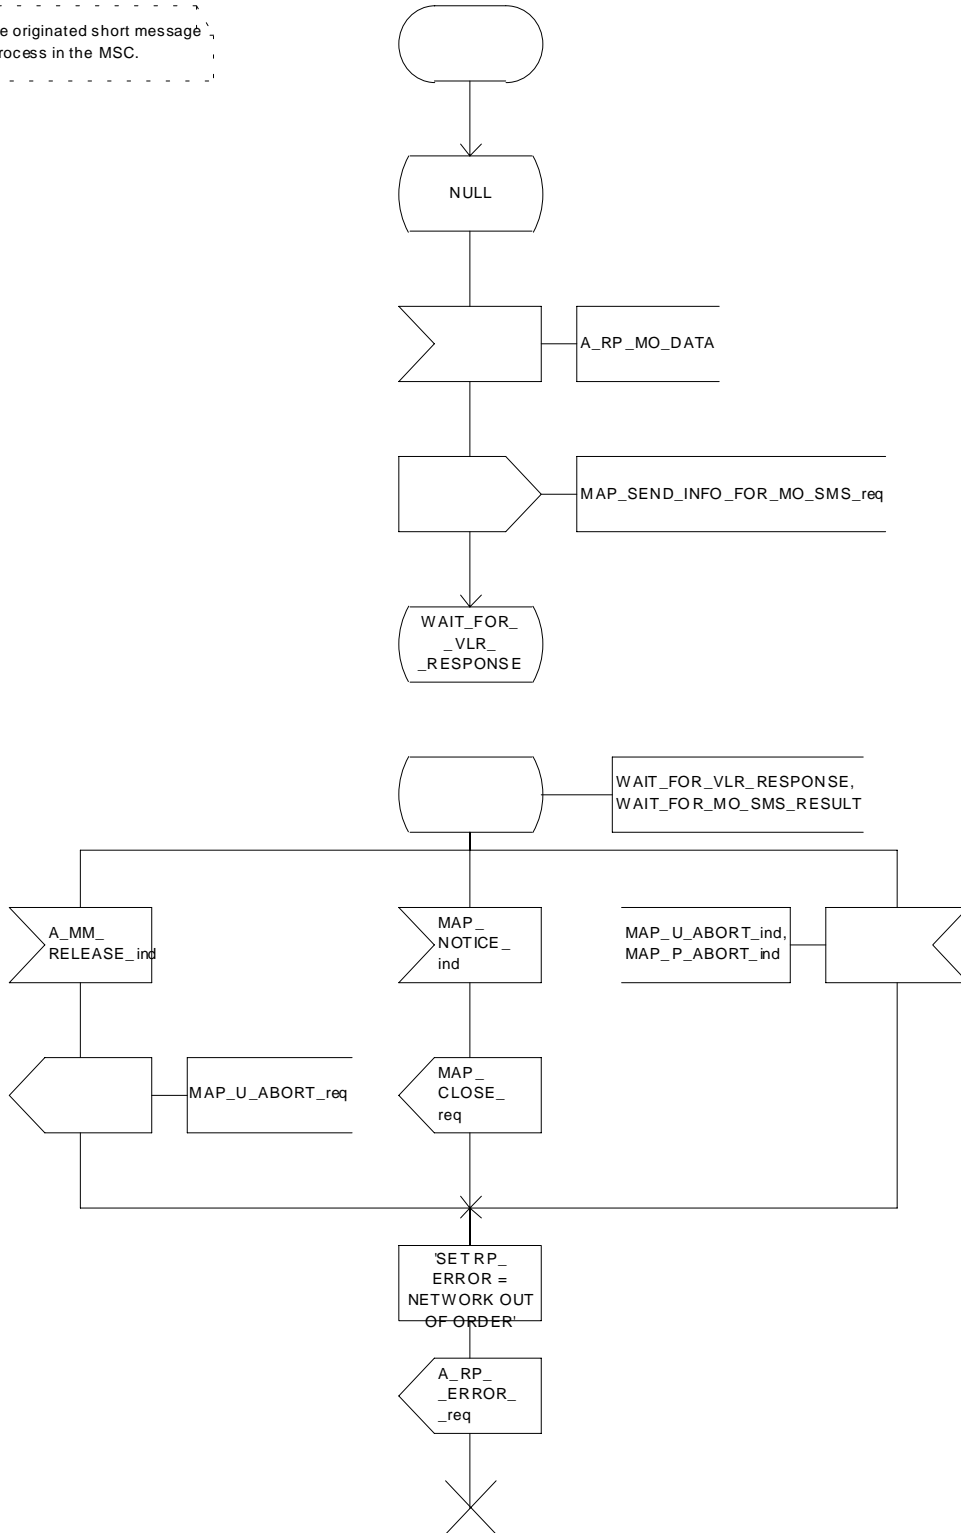 e originated short message
rocess in the MSC.
NULL
A_RP_MO_DATA
MAP_SEND_INFO_FOR_MO_SMS_req
WAIT_FOR_
_VLR_
_RESPONSE
WAIT_FOR_VLR_RESPONSE,
WAIT_FOR_MO_SMS_RESULT
A_MM_
RELEASE_ind
MAP_
NOTICE_
ind
MAP_U_ABORT_ind,
MAP_P_ABORT_ind
MAP_U_ABORT_req
MAP_
CLOSE_
req
'SET RP_
ERROR =
NETWORK OUT
OF ORDER'
A_RP_
_ERROR_
_req